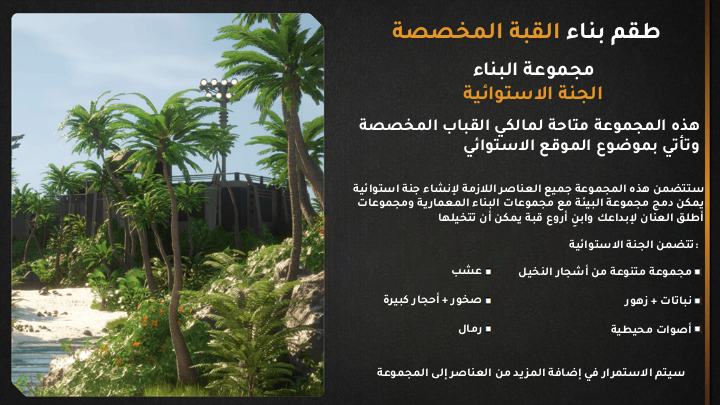 طقم بناء القبة المخصصة
مجموعة البناء
الجنة الاستوائية
هذه المجموعة متاحة لمالكي القباب المخصصة
وتأتي بموضوع الموقع الاستوائي
ستتضمن هذه المجموعة جميع العناصر اللازمة لإنشاء جنة استوائية
يمكن دمج مجموعة البيئة مع مجموعات البناء المعمارية ومجموعات
أطلق العنان لإبداعك وابنِ أروع قبة يمكن أن تتخيلها
تتضمن الجنة الاستوائية:
▪ مجموعة متنوعة من أشجار النخيل
▪ عشب
▪ نباتات + زهور
▪ صخور + أحجار كبيرة
▪ أصوات محيطية
▪ رمال
سيتم الاستمرار في إضافة المزيد من العناصر إلى المجموعة